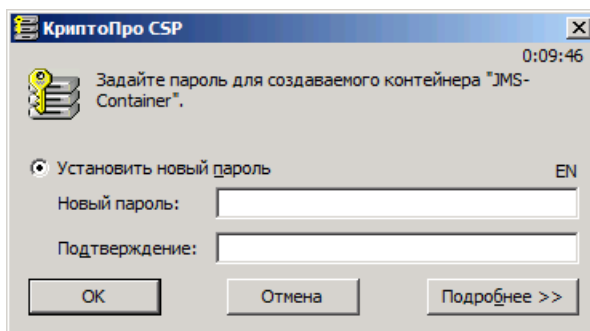 КриптоПро CSP
0:09:46
Задайте пароль для создаваемого контейнера "JMS-
Container".
Установить новый пароль
EN
Новый пароль:
Подтверждение:
ОК
Отмена
Подробнее >>